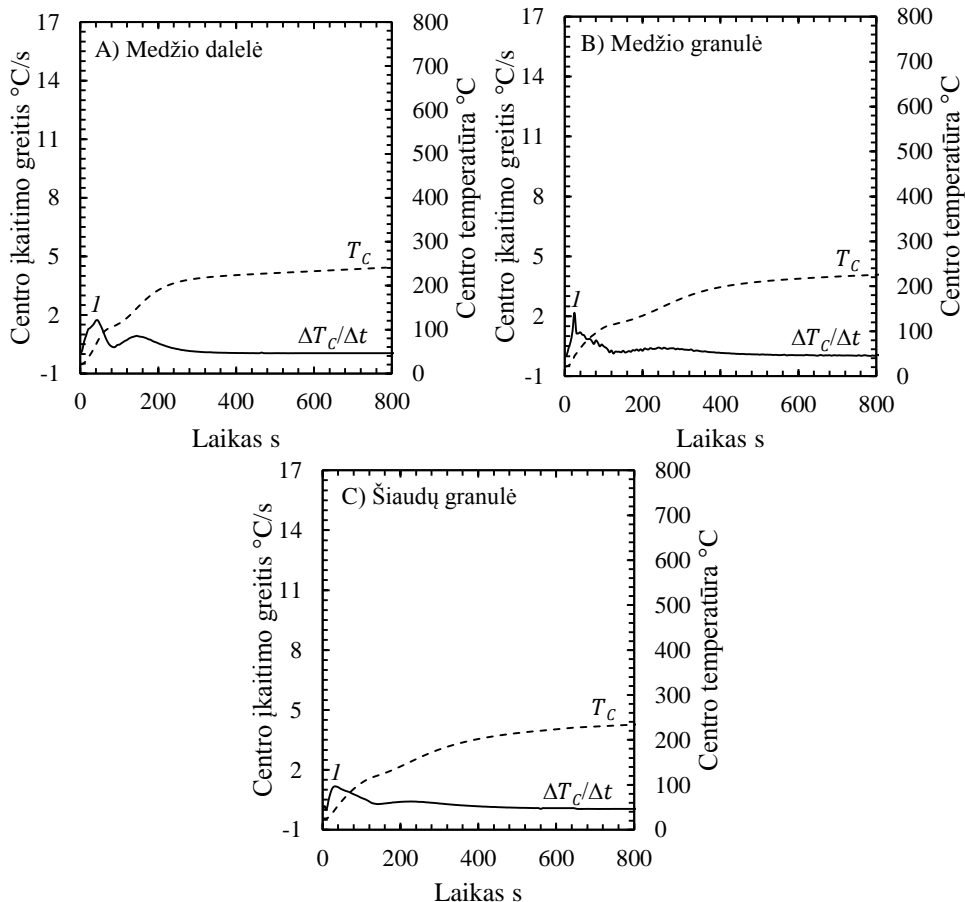 A) Medžio dalelė
Centro įkaitimo greitis °C/s
17
14
11
8
5
2
-1
800
700
600
500
400
300
200
100
0
Centro temperatūra °C
T_C
1
ΔT_C/Δt
0 200 400 600 800
Laikas s
B) Medžio granulė
Centro įkaitimo greitis °C/s
17
14
11
8
5
2
-1
800
700
600
500
400
300
200
100
0
Centro temperatūra °C
T_C
1
ΔT_C/Δt
0 200 400 600 800
Laikas s
C) Šiaudų granulė
Centro įkaitimo greitis °C/s
17
14
11
8
5
2
-1
800
700
600
500
400
300
200
100
0
Centro temperatūra °C
T_C
1
ΔT_C/Δt
0 200 400 600 800
Laikas s